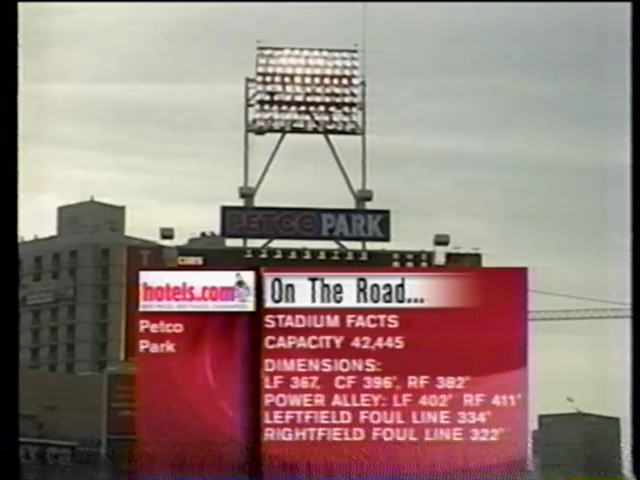 PETCO PARK
CUBS
hotels.com
On The Road...
Petco
Park
STADIUM FACTS
CAPACITY 42,445
DIMENSIONS:
LF 367, CF 396' RF 382'
POWER ALLEY: LF 402' RF 411'
LEFTFIELD FOUL LINE 334'
RIGHTFIELD FOUL LINE 322'